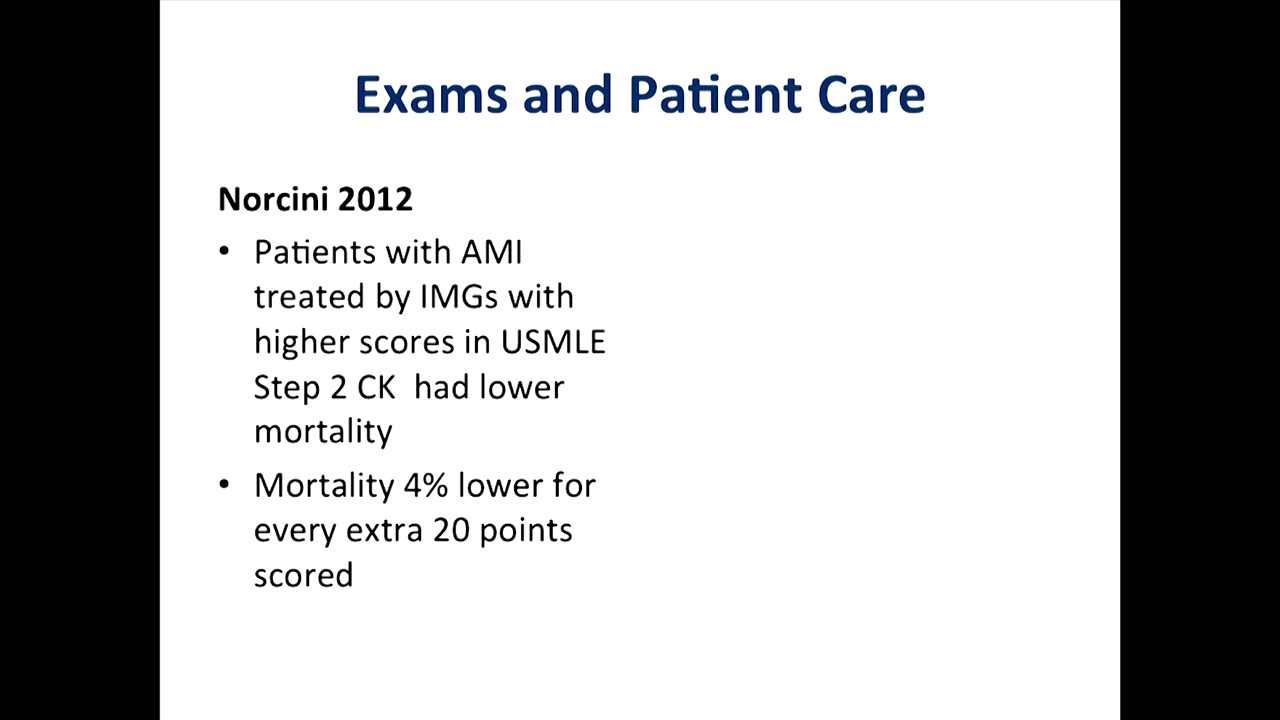 Exams and Patient Care
Norcini 2012
• Patients with AMI
treated by IMGs with
higher scores in USMLE
Step 2 CK  had lower
mortality
• Mortality 4% lower for
every extra 20 points
scored